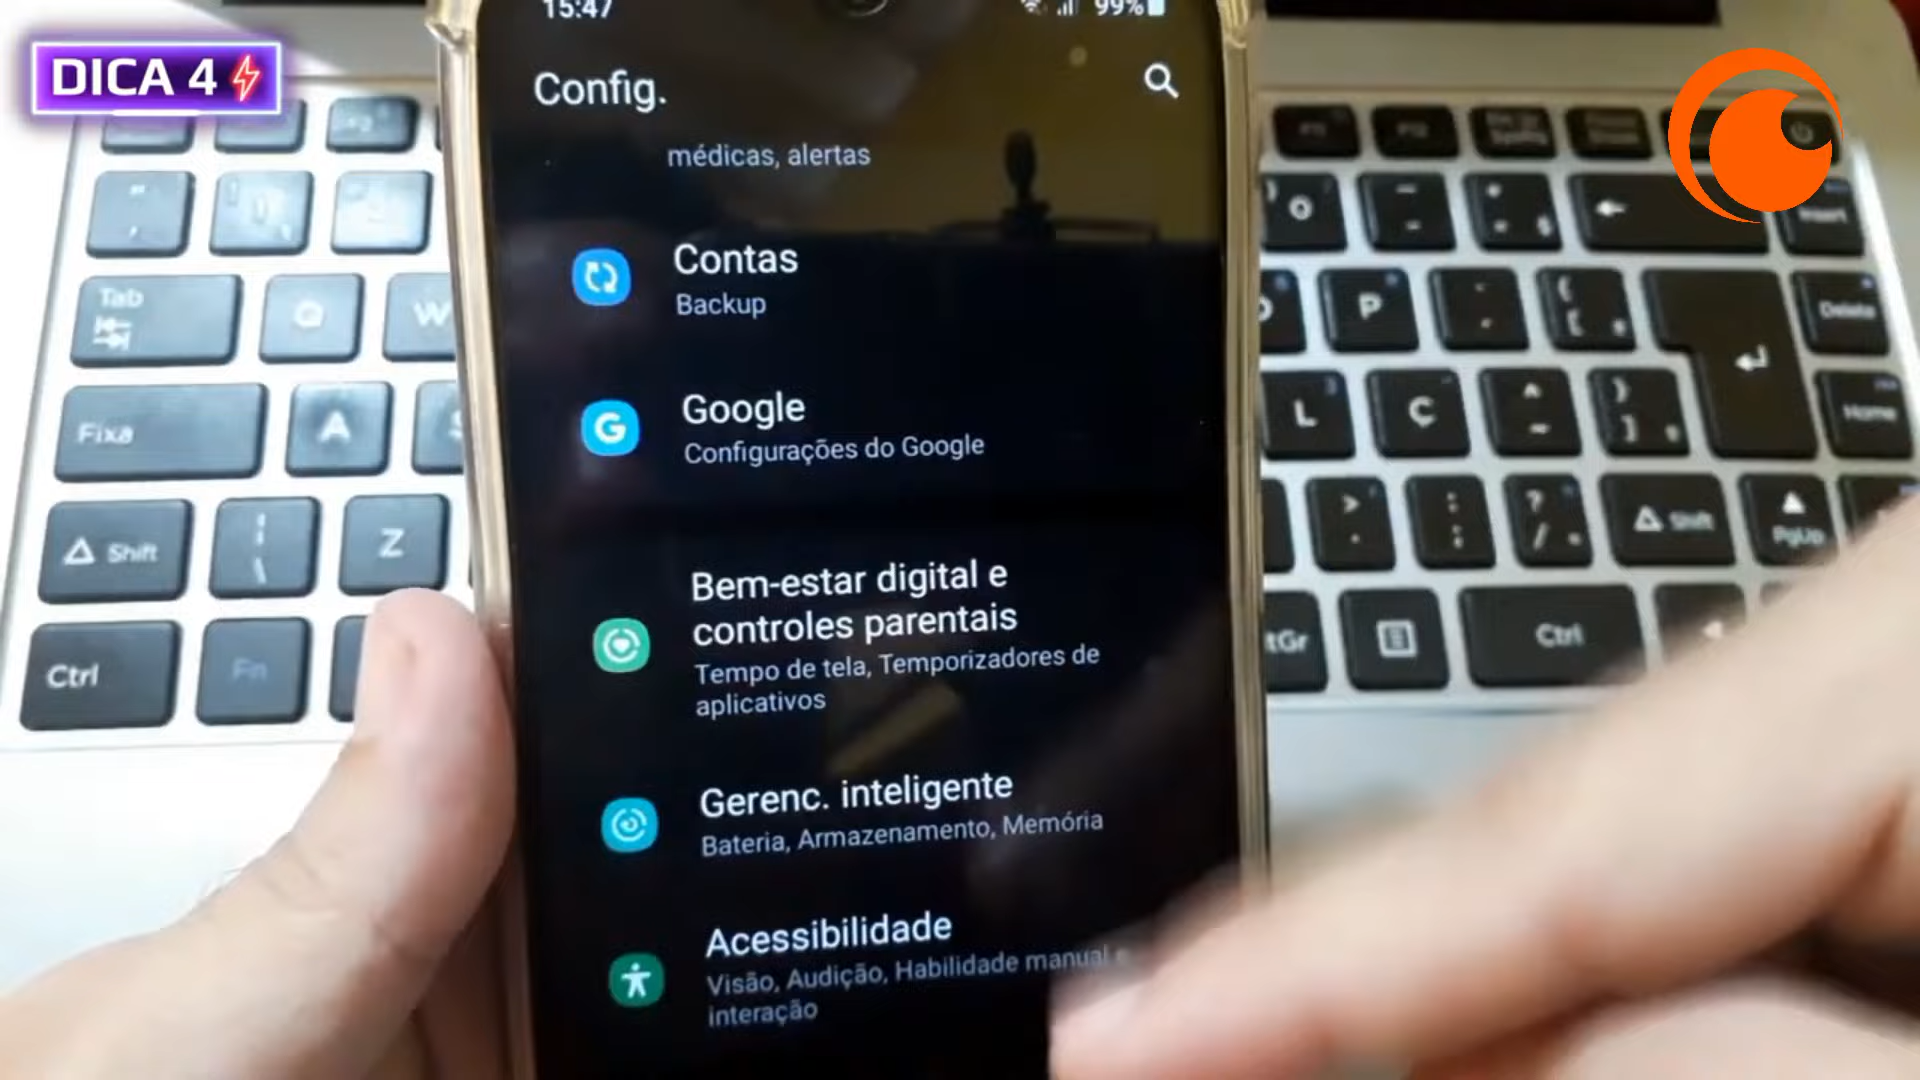 DICA 4
15:47
99%
Config.
médicas, alertas
Contas
Backup
Google
Configurações do Google
Bem-estar digital e
controles parentais
Tempo de tela, Temporizadores de
aplicativos
Gerenc. inteligente
Bateria, Armazenamento, Memória
Acessibilidade
Visão, Audição, Habilidade manual e
interação
Tab
Q
W
Fixa
A
Shift
Z
Ctrl
Fn
P
Delete
L
Ç
Home
Shift
PgUp
Ctrl
Insert